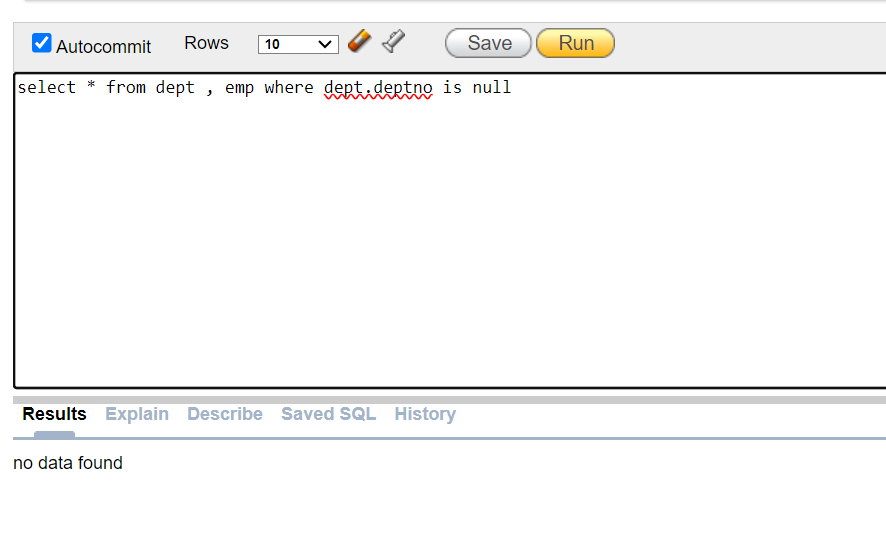 Autocommit Rows 10 Save Run
select * from dept , emp where dept.deptno is null
Results Explain Describe Saved SQL History
no data found